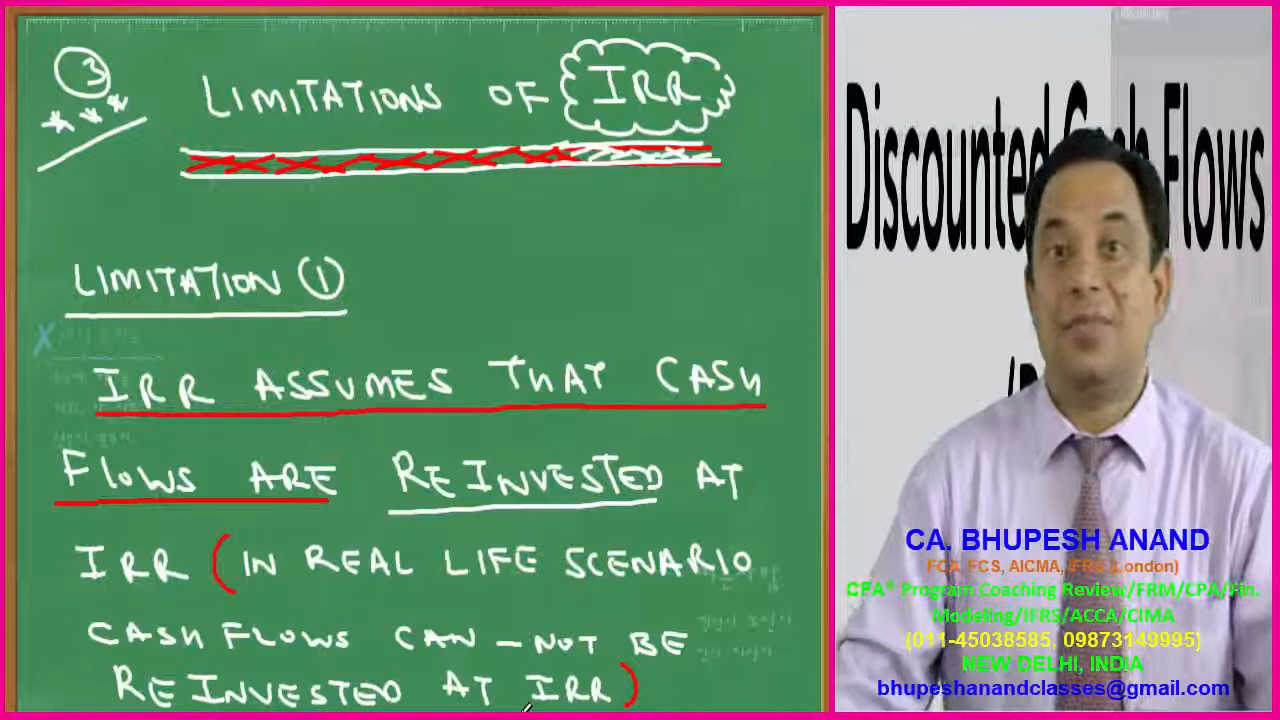 3
LIMITATIONS OF IRR
LIMITATION 1
IRR ASSUMES THAT CASH
FLOWS ARE REINVESTED AT
IRR (IN REAL LIFE SCENARIO
CASH FLOWS CAN-NOT BE
REINVESTED AT IRR)
Discounted Flows
CA. BHUPESH ANAND
FCA, FCS, AICMA, IFRS (London)
CFA® Program Coaching Review/FRM/CPA/Fin.
Modeling/IFRS/ACCA/CIMA
(011-45038585, 09873149995)
NEW DELHI, INDIA
bhupeshanandclasses@gmail.com